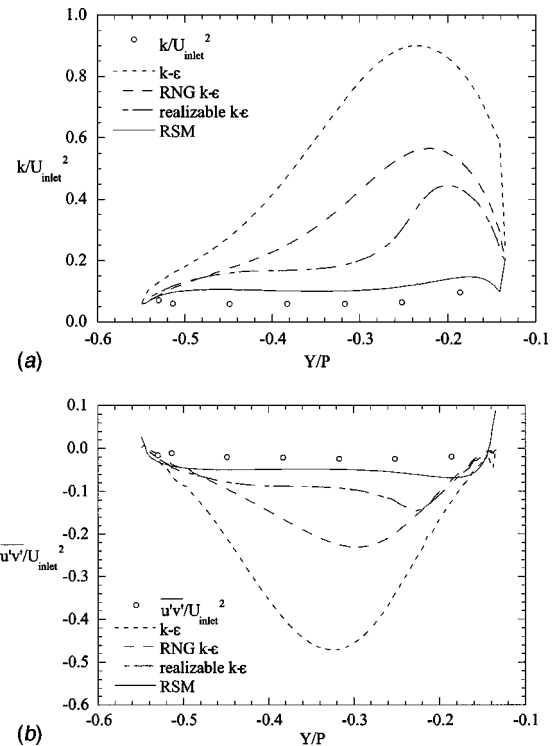 1.0
0.8
0.6
0.4
0.2
0.0
k/U_inlet^2
k/U_inlet^2
k-ε
RNG k-ε
realizable k-ε
RSM
-0.6 -0.5 -0.4 -0.3 -0.2 -0.1
Y/P
(a)
0.1
0.0
-0.1
-0.2
-0.3
-0.4
-0.5
-0.6
u'v'/U_inlet^2
u'v'/U_inlet^2
k-ε
RNG k-ε
realizable k-ε
RSM
-0.6 -0.5 -0.4 -0.3 -0.2 -0.1
Y/P
(b)